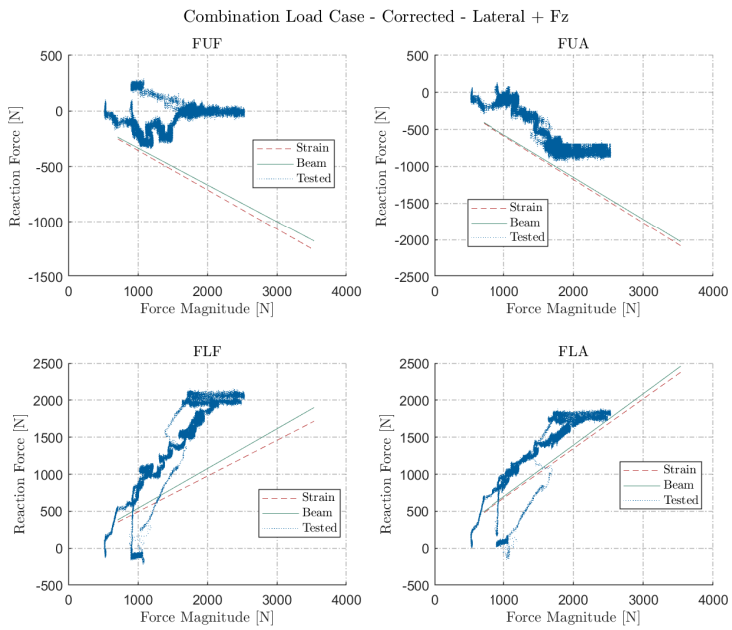 Combination Load Case - Corrected - Lateral + Fz
FUF
500
0
-500
-1000
-1500
0 1000 2000 3000 4000
Reaction Force [N]
Force Magnitude [N]
Strain
Beam
Tested
FUA
500
0
-500
-1000
-1500
-2000
-2500
0 1000 2000 3000 4000
Reaction Force [N]
Force Magnitude [N]
Strain
Beam
Tested
FLF
2500
2000
1500
1000
500
0
-500
0 1000 2000 3000 4000
Reaction Force [N]
Force Magnitude [N]
Strain
Beam
Tested
FLA
2500
2000
1500
1000
500
0
-500
0 1000 2000 3000 4000
Reaction Force [N]
Force Magnitude [N]
Strain
Beam
Tested